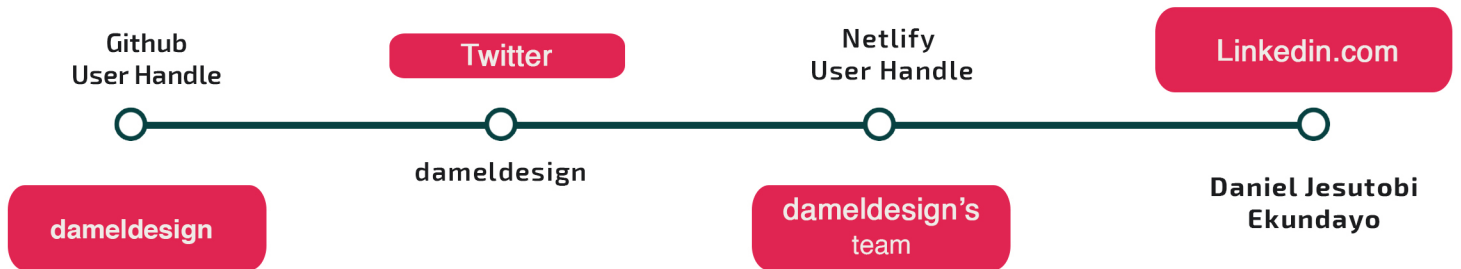 Github
User Handle
dameldesign
Twitter
dameldesign
Netlify
User Handle
dameldesign's
team
Linkedin.com
Daniel Jesutobi
Ekundayo